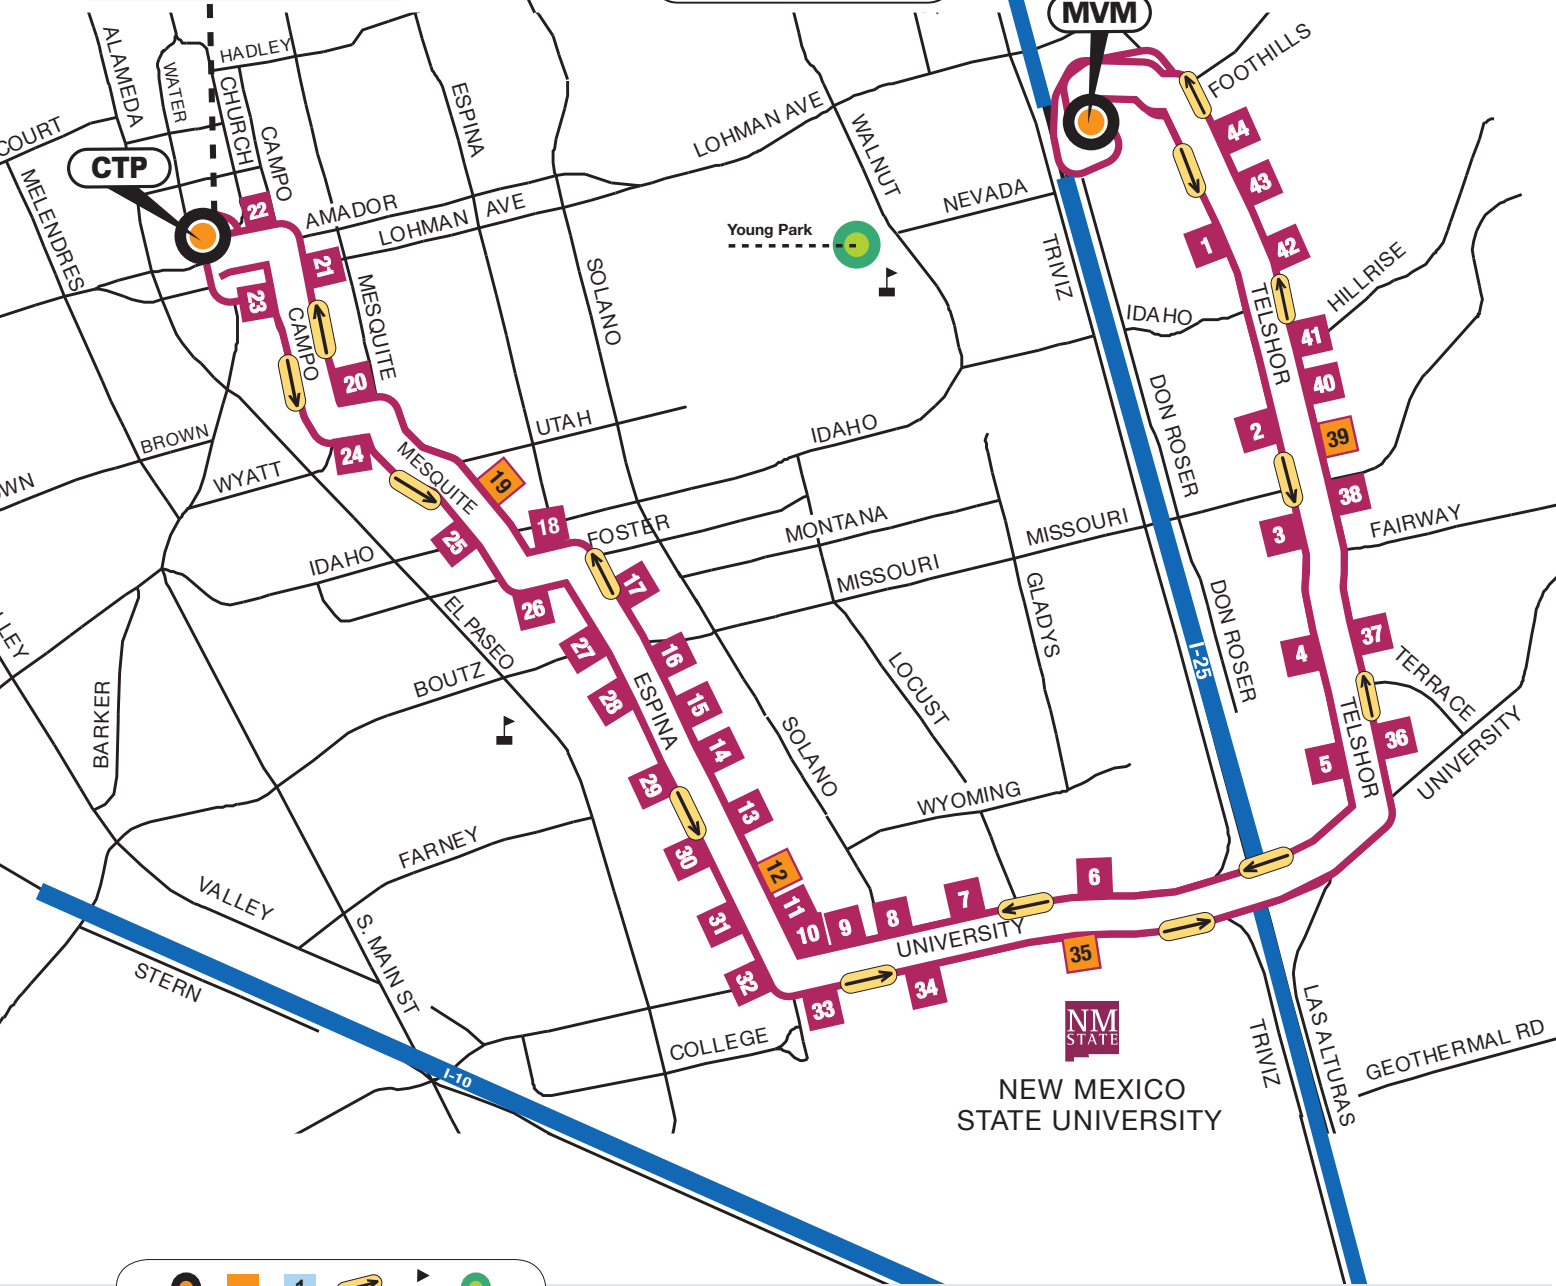 MVM
ALAMEDA
WATER
HADLEY
CHURCH
CAMPO
ESPINA
FOOTHILLS
COURT
CTP
LOHMAN AVE
WALNUT
44
43
MELENDRES
22
AMADOR
LOHMAN AVE
NEVADA
Young Park
1
42
21
23
CAMPO
MESQUITE
SOLANO
TRIVIZ
IDAHO
TELSHOR
HILLRISE
41
20
40
DON ROSER
2
39
BROWN
WN
WYATT
24
MESQUITE
UTAH
IDAHO
19
38
18
FOSTER
MONTANA
MISSOURI
3
FAIRWAY
25
IDAHO
17
MISSOURI
GLADYS
DON ROSER
26
LLEY
EL PASEO
27
16
4
37
I-25
TERRACE
BOUTZ
28
ESPINA
15
LOCUST
BARKER
14
SOLANO
TELSHOR
36
5
UNIVERSITY
29
13
WYOMING
FARNEY
30
12
6
7
VALLEY
11
8
9
10
31
UNIVERSITY
S. MAIN ST
35
32
33
34
STERN
NM
STATE
LAS ALTURAS
TRIVIZ
COLLEGE
GEOTHERMAL RD
I-10
NEW MEXICO
STATE UNIVERSITY